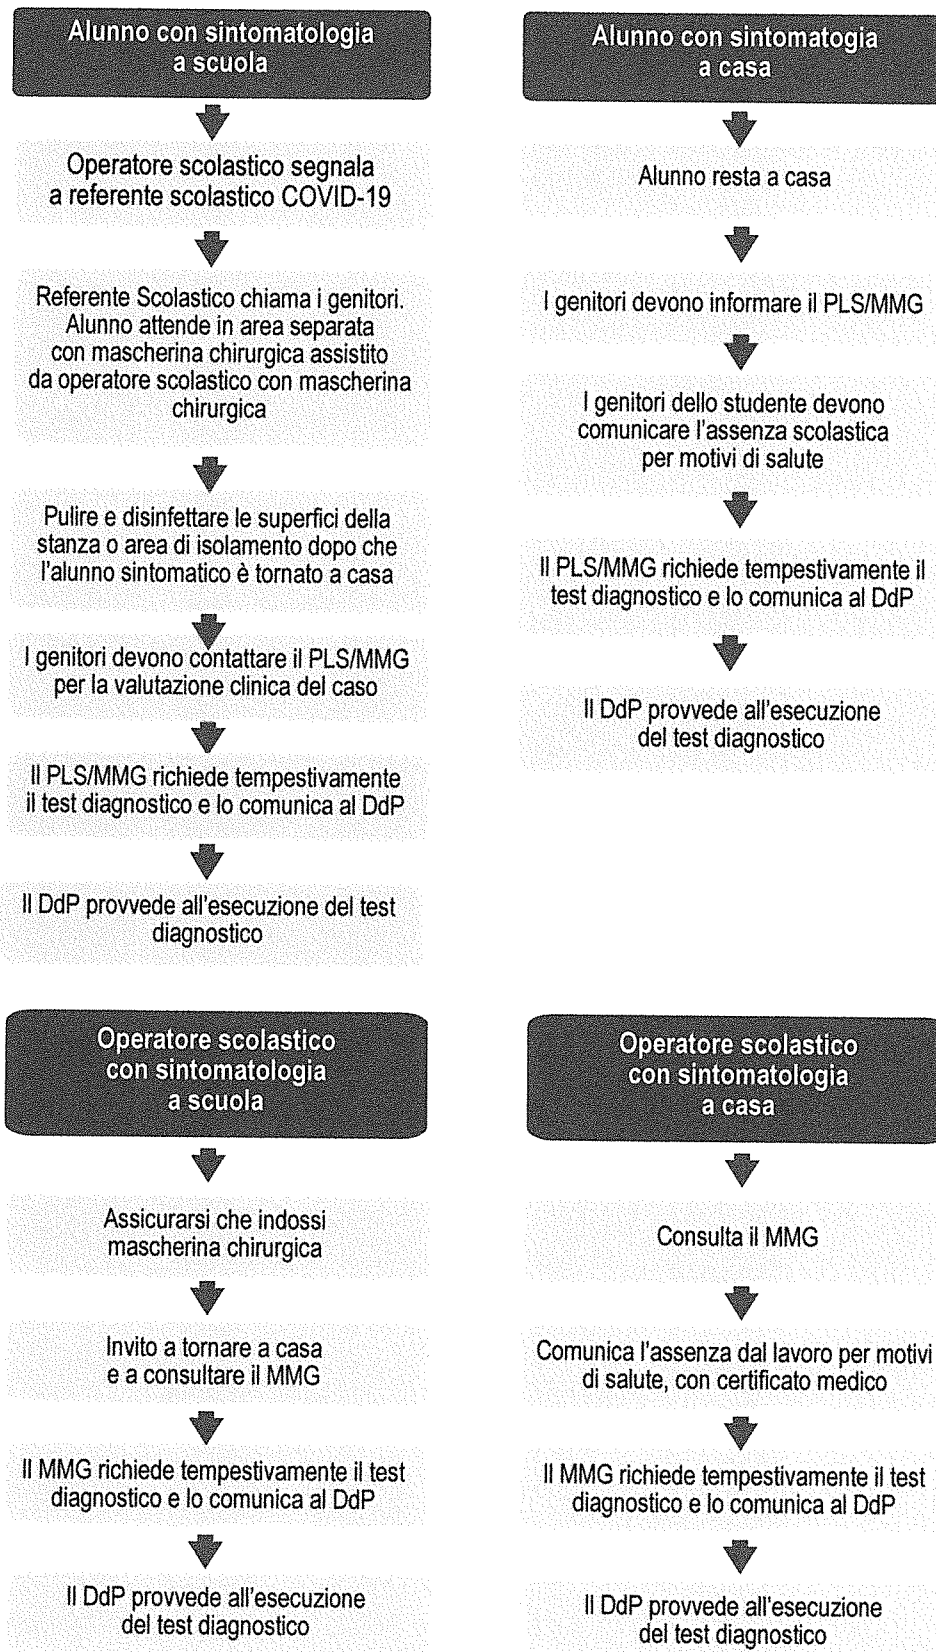 Alunno con sintomatologia
a scuola
Operatore scolastico segnala
a referente scolastico COVID-19
Referente Scolastico chiama i genitori.
Alunno attende in area separata
con mascherina chirurgica assistito
da operatore scolastico con mascherina
chirurgica
Pulire e disinfettare le superfici della
stanza o area di isolamento dopo che
l'alunno sintomatico è tornato a casa
I genitori devono contattare il PLS/MMG
per la valutazione clinica del caso
Il PLS/MMG richiede tempestivamente
il test diagnostico e lo comunica al DdP
Il DdP provvede all'esecuzione del test
diagnostico
Alunno con sintomatogia
a casa
Alunno resta a casa
I genitori devono informare il PLS/MMG
I genitori dello studente devono
comunicare l'assenza scolastica
per motivi di salute
Il PLS/MMG richiede tempestivamente il
test diagnostico e lo comunica al DdP
Il DdP provvede all'esecuzione
del test diagnostico
Operatore scolastico
con sintomatologia
a scuola
Assicurarsi che indossi
mascherina chirurgica
Invito a tornare a casa
e a consultare il MMG
Il MMG richiede tempestivamente il test
diagnostico e lo comunica al DdP
Il DdP provvede all'esecuzione
del test diagnostico
Operatore scolastico
con sintomatologia
a casa
Consulta il MMG
Comunica l'assenza dal lavoro per motivi
di salute, con certificato medico
Il MMG richiede tempestivamente il test
diagnostico e lo comunica al DdP
Il DdP provvede all'esecuzione
del test diagnostico